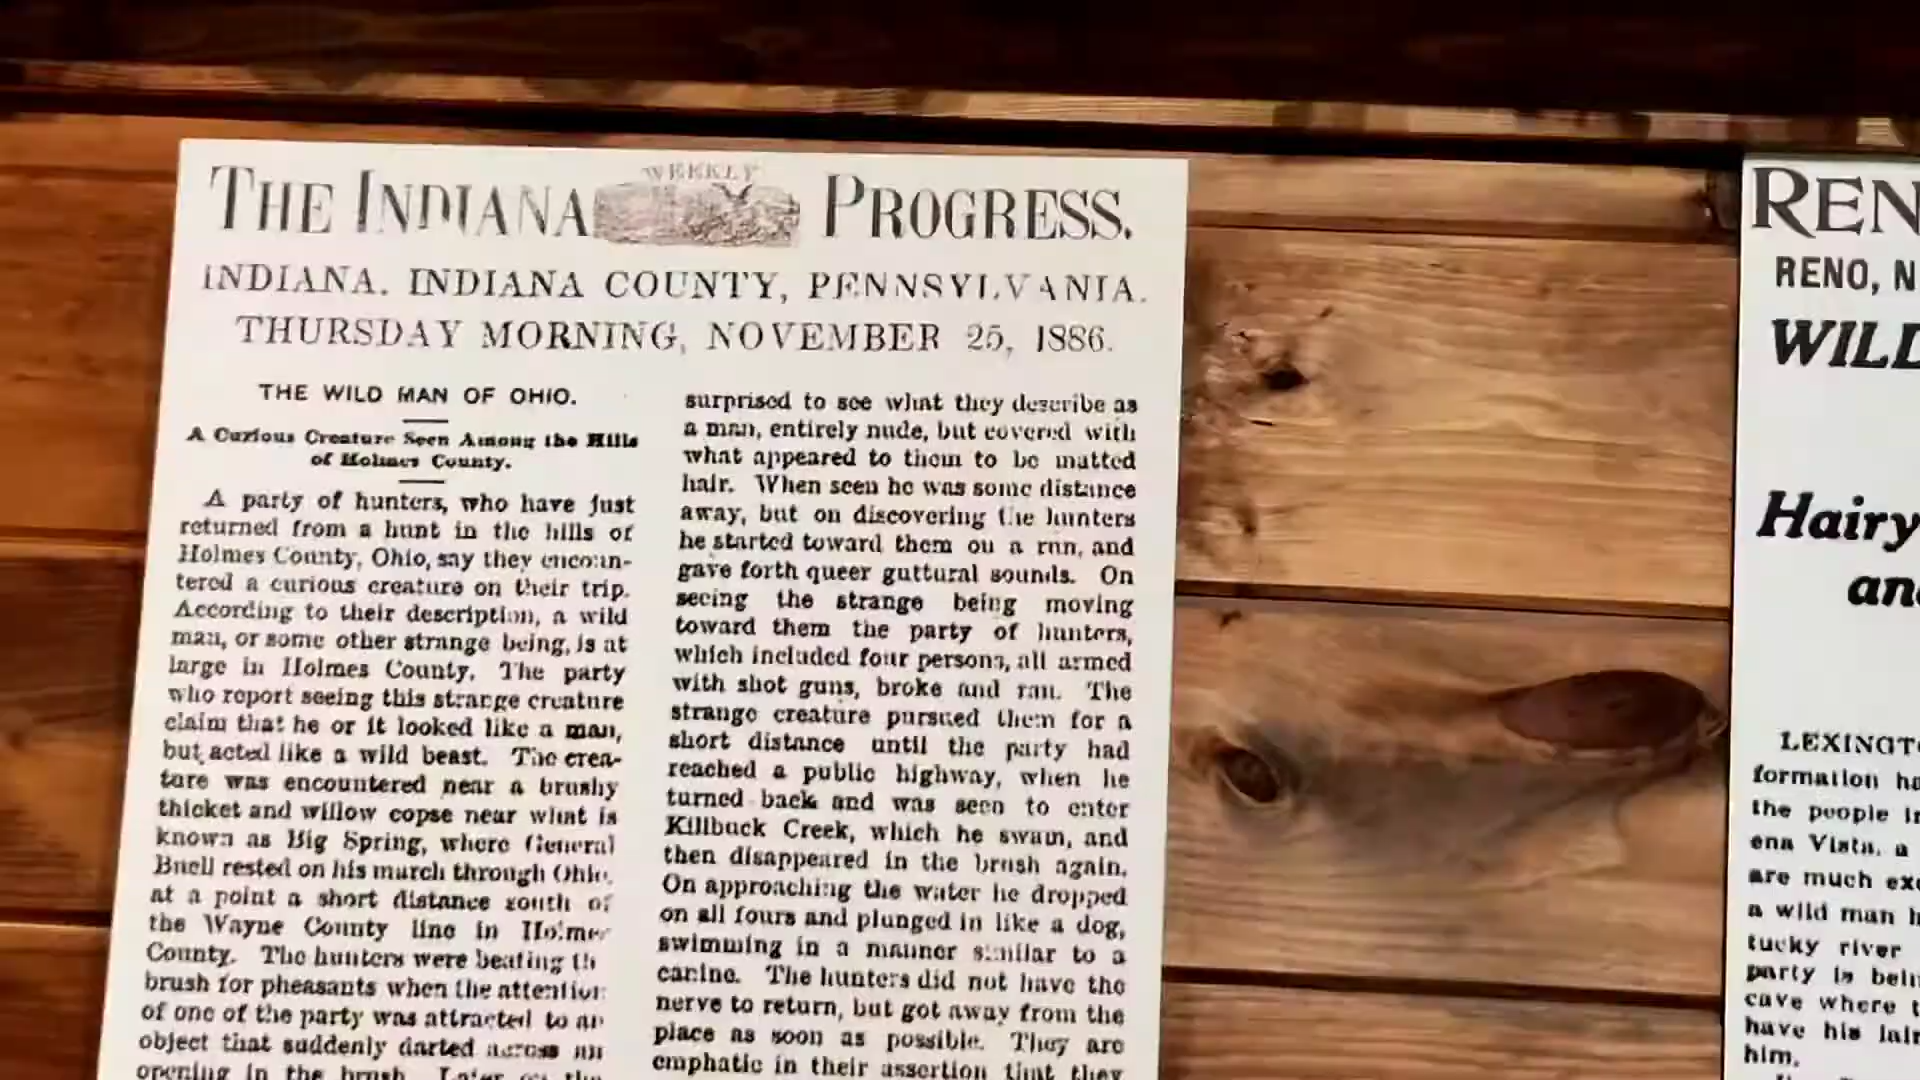 WEEKLY
THE INDIANA PROGRESS.
INDIANA. INDIANA COUNTY, PENNSYLVANIA.
THURSDAY MORNING, NOVEMBER 25, 1886.
THE WILD MAN OF OHIO.
A Curious Creature Seen Among the Hills
of Holmes County.
A party of hunters, who have just
returned from a hunt in the hills of
Holmes County, Ohio, say they encoun-
tered a curious creature on their trip.
According to their description, a wild
man, or some other strange being, is at
large in Holmes County. The party
who report seeing this strange creature
claim that he or it looked like a man,
but acted like a wild beast. The crea-
ture was encountered near a brushy
thicket and willow copse near what is
known as Big Spring, where General
Buell rested on his march through Ohio,
at a point a short distance south of
the Wayne County line in Holmes
County. The hunters were beating th
brush for pheasants when the attention
of one of the party was attracted to an
object that suddenly darted across an
opening in the brush. Later on the
surprised to see what they describe as
a man, entirely nude, but covered with
what appeared to them to be matted
hair. When seen he was some distance
away, but on discovering the hunters
he started toward them on a run, and
gave forth queer guttural sounds. On
seeing the strange being moving
toward them the party of hunters,
which included four persons, all armed
with shot guns, broke and ran. The
strange creature pursued them for a
short distance until the party had
reached a public highway, when he
turned back and was seen to enter
Killbuck Creek, which he swam, and
then disappeared in the brush again.
On approaching the water he dropped
on all fours and plunged in like a dog,
swimming in a manner similar to a
canine. The hunters did not have the
nerve to return, but got away from the
place as soon as possible. They are
emphatic in their assertion that they
REN
RENO, N
WILD
Hairy
an
LEXINGT
formation ha
the people in
ena Vista, a
are much exc
a wild man h
tucky river
party is bein
cave where t
have his lair
him.